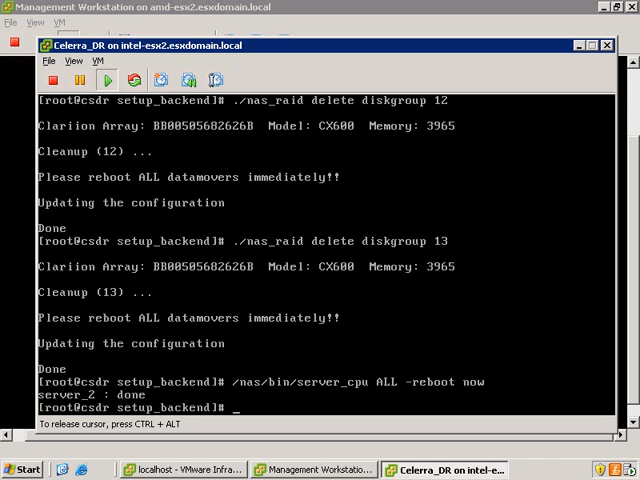 Management Workstation on amd-esx2.esxdomain.local
File View VM
Celerra_DR on intel-esx2.esxdomain.local
File View VM
[root@csdr setup_backend]# ./nas_raid delete diskgroup 12
Clariion Array: BB00505682626B Model: CX600 Memory: 3965
Cleanup (12) ...
Please reboot ALL datamovers immediately!!
Updating the configuration
Done
[root@csdr setup_backend]# ./nas_raid delete diskgroup 13
Clariion Array: BB00505682626B Model: CX600 Memory: 3965
Cleanup (13) ...
Please reboot ALL datamovers immediately!!
Updating the configuration
Done
[root@csdr setup_backend]# /nas/bin/server_cpu ALL -reboot now
server_2 : done
[root@csdr setup_backend]# _
To release cursor, press CTRL + ALT
Start localhost - VMware Infra... Management Workstatio... Celerra_DR on intel-e...